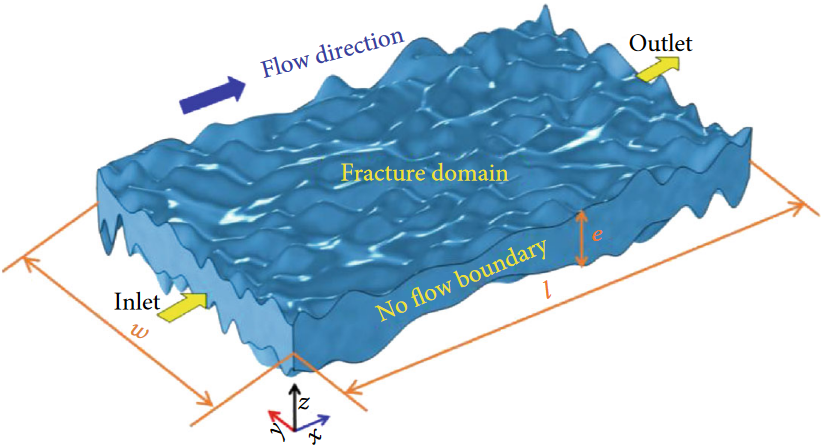 Outlet
Flow direction
Fracture domain
e
No flow boundary
l
Inlet
w
z
y
x